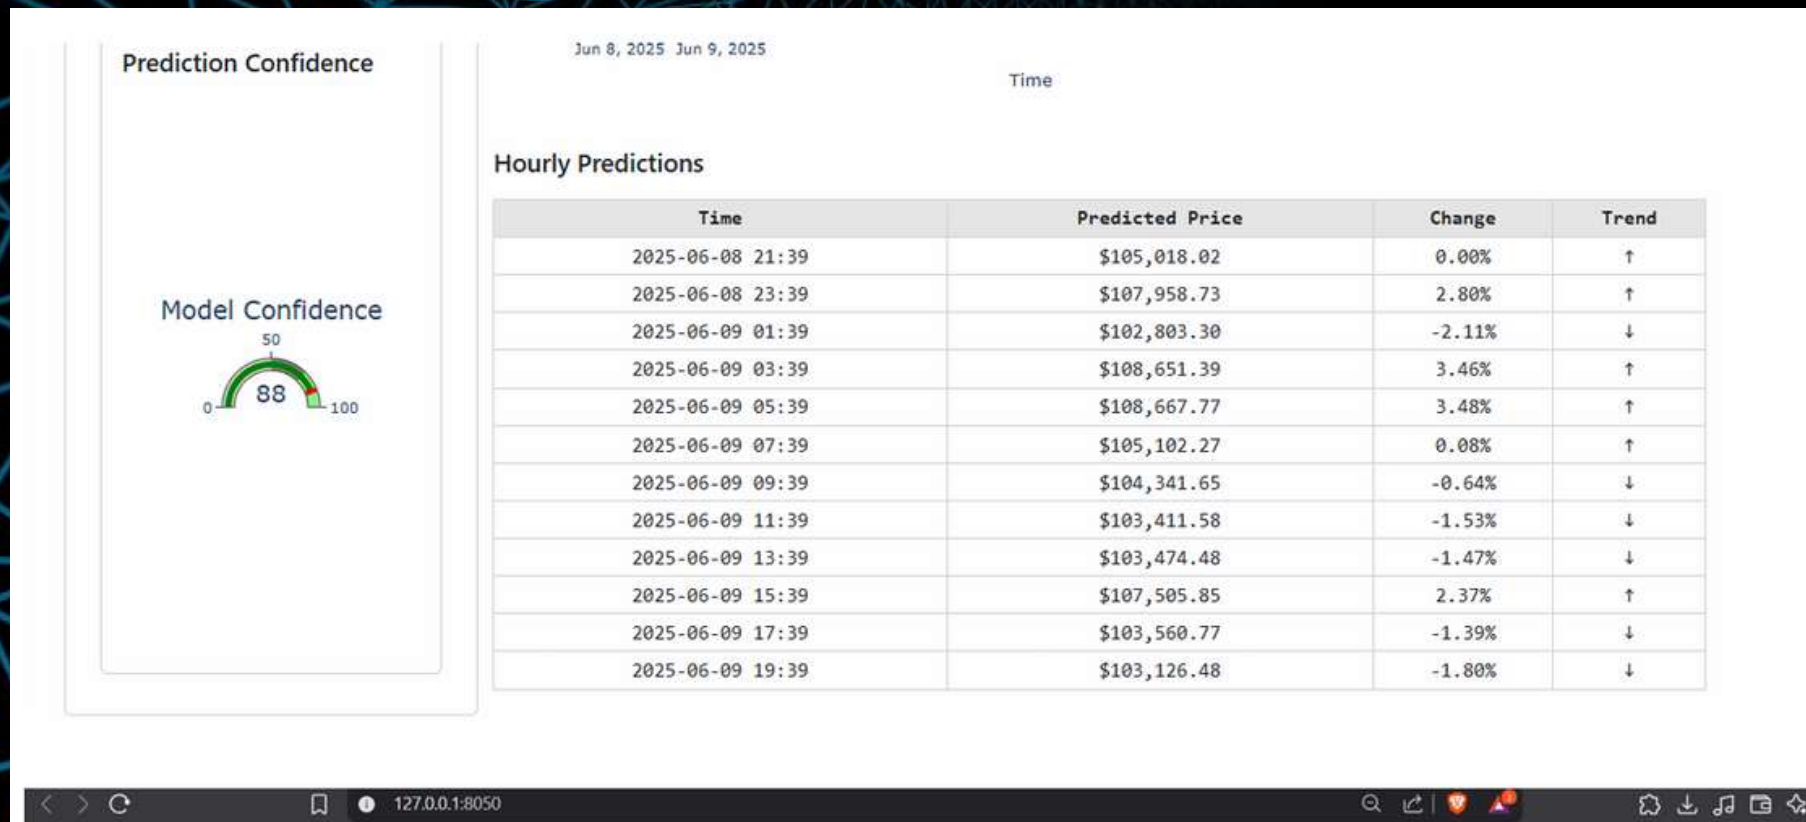 Prediction Confidence
Model Confidence
50
88
0
100
Jun 8, 2025 Jun 9, 2025
Time
Hourly Predictions
Time Predicted Price Change Trend
2025-06-08 21:39 $105,018.02 0.00% ↑
2025-06-08 23:39 $107,958.73 2.80% ↑
2025-06-09 01:39 $102,803.30 -2.11% ↓
2025-06-09 03:39 $108,651.39 3.46% ↑
2025-06-09 05:39 $108,667.77 3.48% ↑
2025-06-09 07:39 $105,102.27 0.08% ↑
2025-06-09 09:39 $104,341.65 -0.64% ↓
2025-06-09 11:39 $103,411.58 -1.53% ↓
2025-06-09 13:39 $103,474.48 -1.47% ↓
2025-06-09 15:39 $107,505.85 2.37% ↑
2025-06-09 17:39 $103,560.77 -1.39% ↓
2025-06-09 19:39 $103,126.48 -1.80% ↓
127.0.0.1:8050